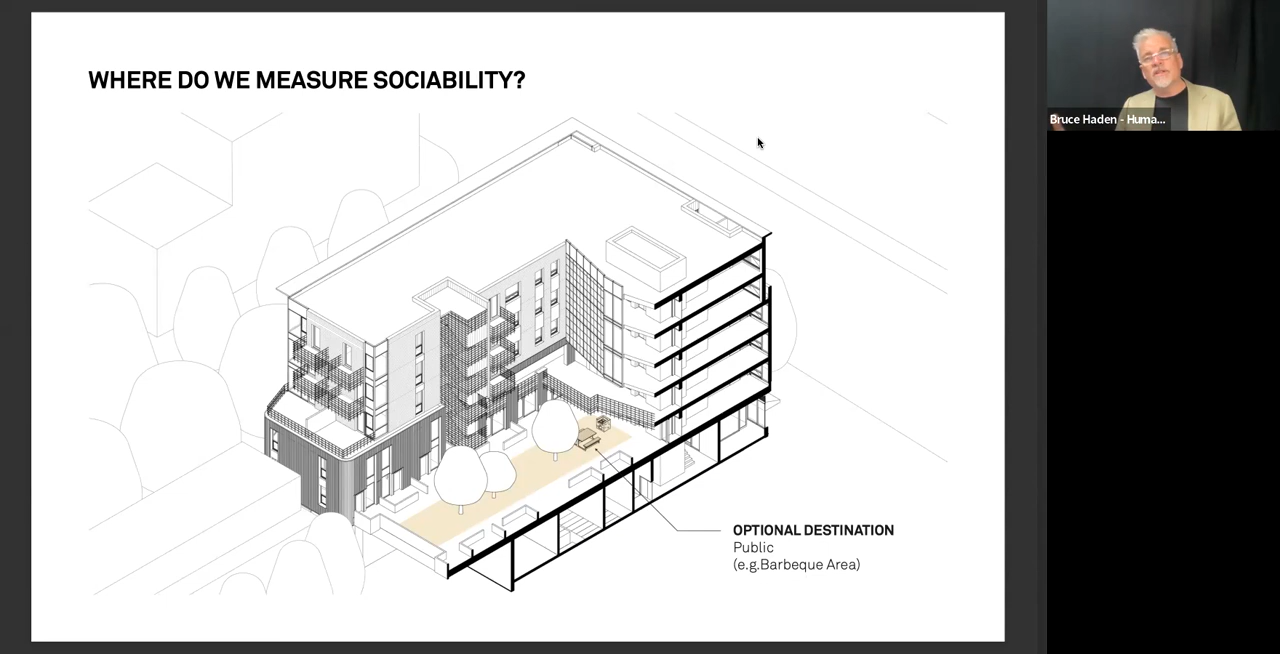 WHERE DO WE MEASURE SOCIABILITY?
OPTIONAL DESTINATION
Public
(e.g.Barbeque Area)
Bruce Haden - Huma...